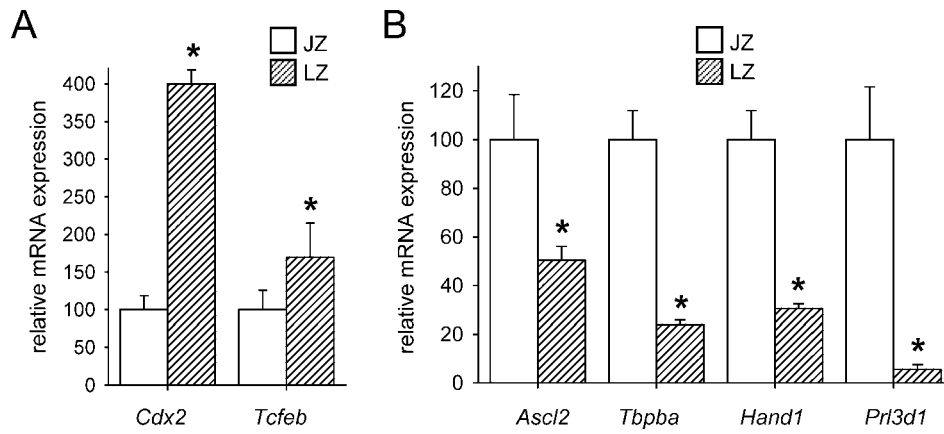 A
JZ
LZ
relative mRNA expression
400
350
300
250
200
150
100
50
0
*
*
Cdx2 Tcfeb
B
JZ
LZ
relative mRNA expression
120
100
80
60
40
20
0
*
*
*
*
Ascl2 Tbpba Hand1 Prl3d1